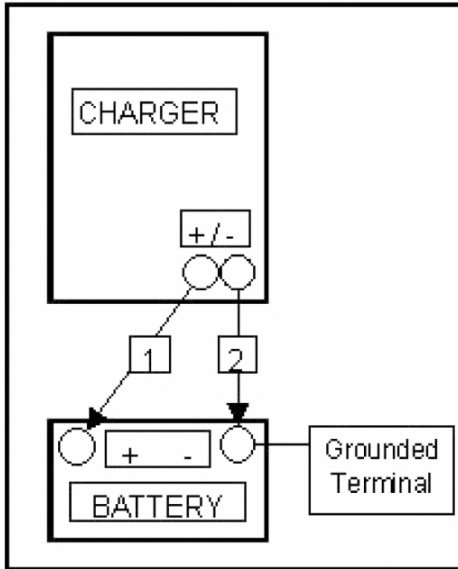 CHARGER
+/-
1
2
+ -
BATTERY
Grounded
Terminal